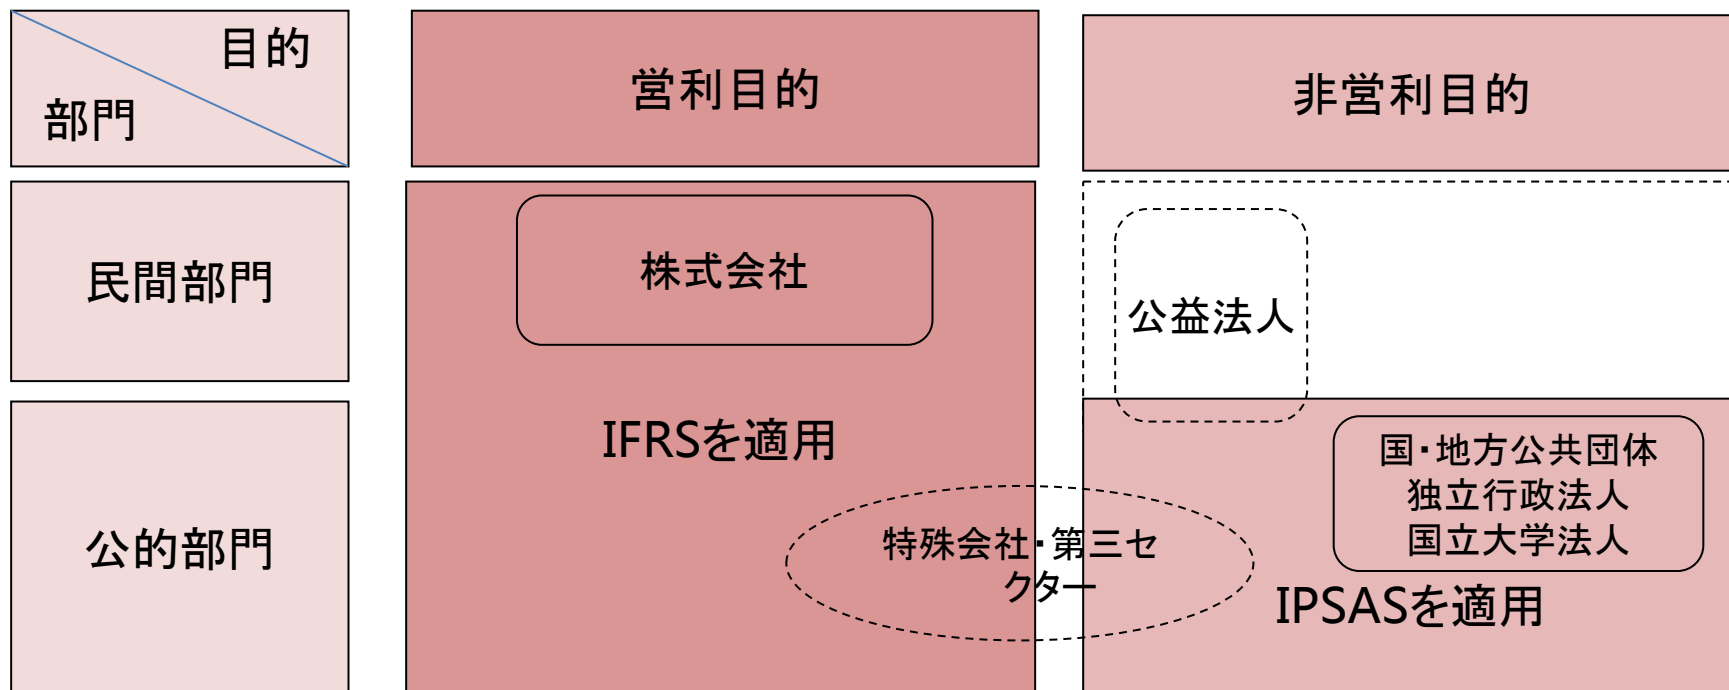 目的
部門
営利目的
非営利目的
民間部門
株式会社
公益法人
IFRSを適用
公的部門
特殊会社・第三セ
クター
国・地方公共団体
独立行政法人
国立大学法人
IPSASを適用